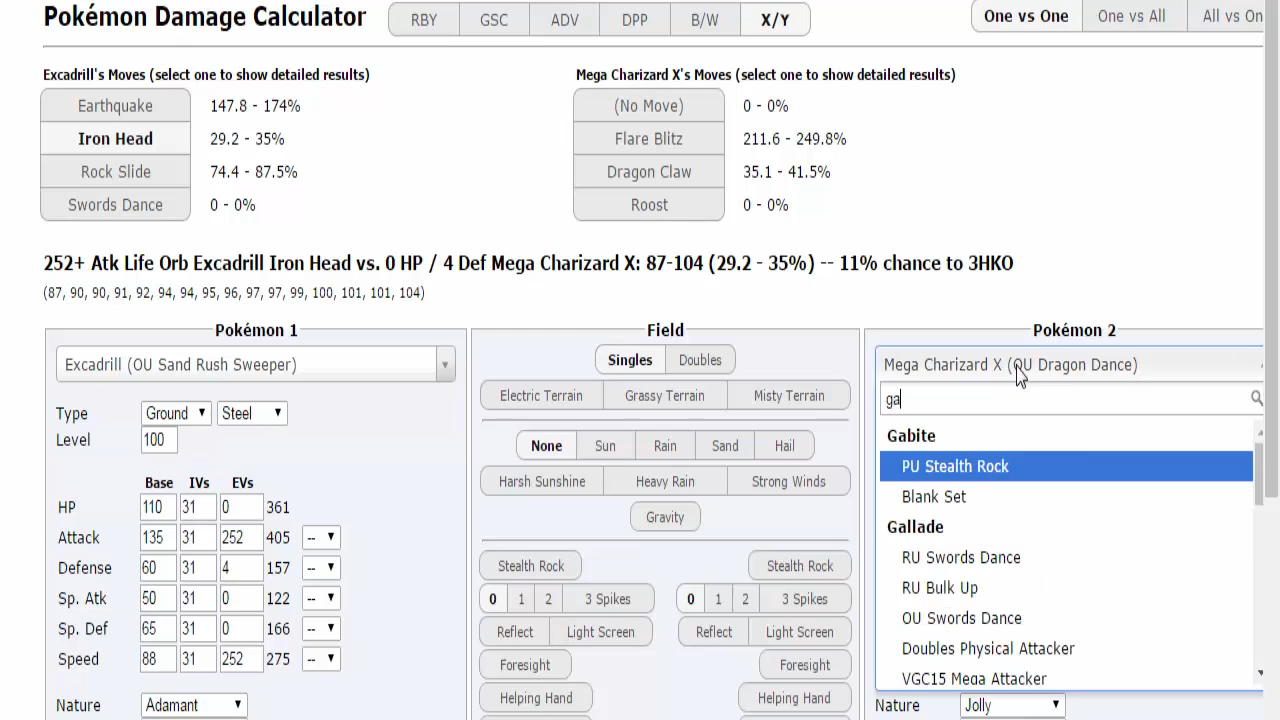 Pokémon Damage Calculator
RBY GSC ADV DPP B/W X/Y
One vs One One vs All All vs On
Excadrill's Moves (select one to show detailed results)
Earthquake 147.8 - 174%
Iron Head 29.2 - 35%
Rock Slide 74.4 - 87.5%
Swords Dance 0 - 0%
Mega Charizard X's Moves (select one to show detailed results)
(No Move) 0 - 0%
Flare Blitz 211.6 - 249.8%
Dragon Claw 35.1 - 41.5%
Roost 0 - 0%
252+ Atk Life Orb Excadrill Iron Head vs. 0 HP / 4 Def Mega Charizard X: 87-104 (29.2 - 35%) -- 11% chance to 3HKO
(87, 90, 90, 91, 92, 94, 94, 95, 96, 97, 97, 99, 100, 101, 101, 104)
Pokémon 1
Excadrill (OU Sand Rush Sweeper)
Type Ground Steel
Level 100
Base IVs EVs
HP 110 31 0 361
Attack 135 31 252 405 --
Defense 60 31 4 157 --
Sp. Atk 50 31 0 122 --
Sp. Def 65 31 0 166 --
Speed 88 31 252 275 --
Nature Adamant
Field
Singles Doubles
Electric Terrain Grassy Terrain Misty Terrain
None Sun Rain Sand Hail
Harsh Sunshine Heavy Rain Strong Winds
Gravity
Stealth Rock Stealth Rock
0 1 2 3 Spikes 0 1 2 3 Spikes
Reflect Light Screen Reflect Light Screen
Foresight Foresight
Helping Hand Helping Hand
Pokémon 2
Mega Charizard X (OU Dragon Dance)
ga
Gabite
PU Stealth Rock
Blank Set
Gallade
RU Swords Dance
RU Bulk Up
OU Swords Dance
Doubles Physical Attacker
VGC15 Mega Attacker
Nature Jolly